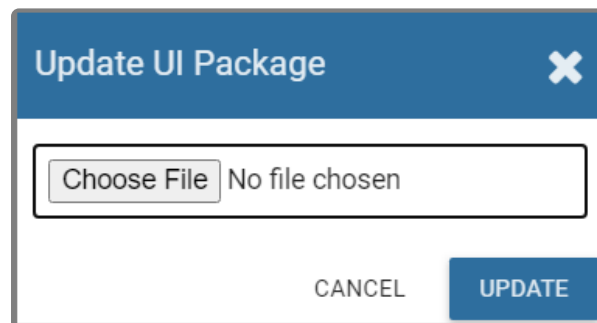 Update UI Package
Choose File No file chosen
CANCEL UPDATE